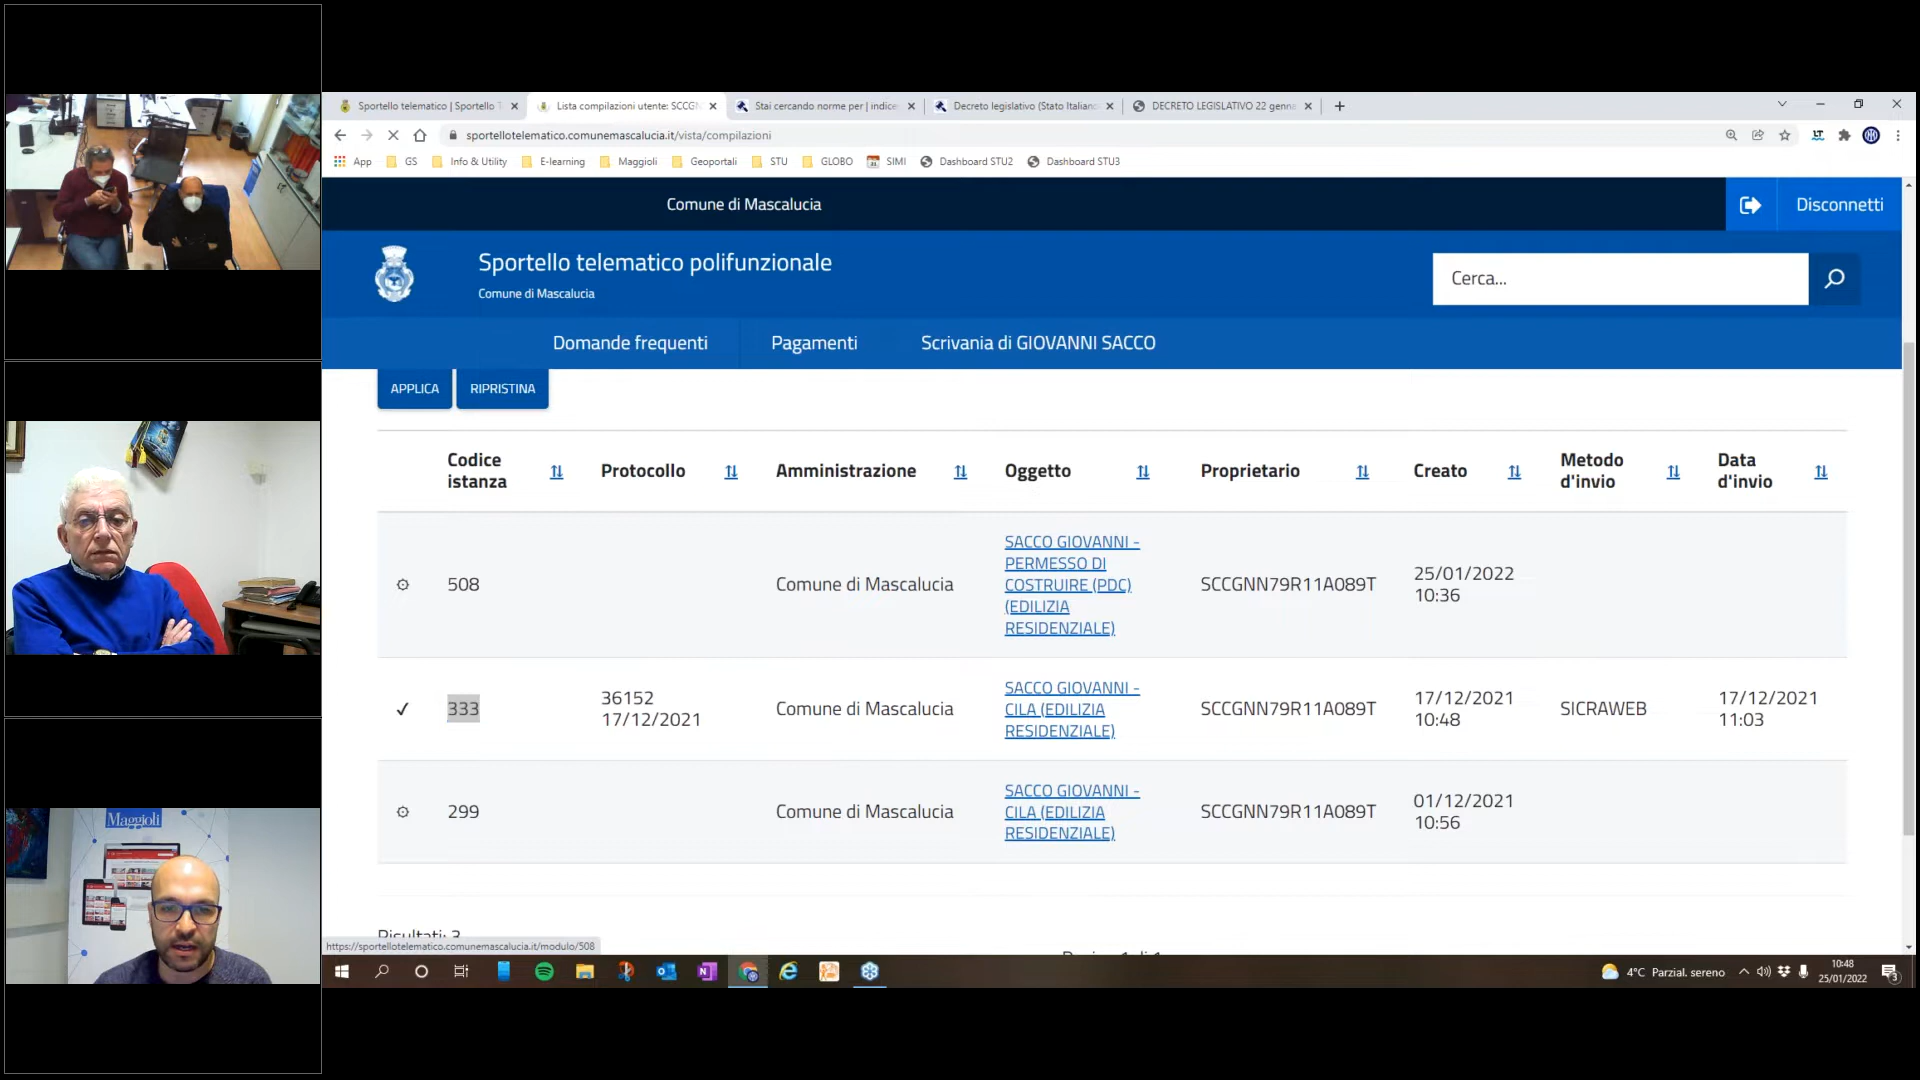 Sportello telematico | Sportello T
Lista compilazioni utente: SCCGN
Stai cercando norme per | indice
Decreto legislativo (Stato Italiano
DECRETO LEGISLATIVO 22 genna
sportellotelematico.comunemascalucia.it/vista/compilazioni
App
GS
Info & Utility
E-learning
Maggioli
Geoportali
STU
GLOBO
SIMI
Dashboard STU2
Dashboard STU3
Comune di Mascalucia
Disconnetti
Sportello telematico polifunzionale
Comune di Mascalucia
Cerca...
Domande frequenti
Pagamenti
Scrivania di GIOVANNI SACCO
APPLICA
RIPRISTINA
Codice
istanza
Protocollo
Amministrazione
Oggetto
Proprietario
Creato
Metodo
d'invio
Data
d'invio
508
Comune di Mascalucia
SACCO GIOVANNI -
PERMESSO DI
COSTRUIRE (PDC)
(EDILIZIA
RESIDENZIALE)
SCCGNN79R11A089T
25/01/2022
10:36
333
36152
17/12/2021
Comune di Mascalucia
SACCO GIOVANNI -
CILA (EDILIZIA
RESIDENZIALE)
SCCGNN79R11A089T
17/12/2021
10:48
SICRAWEB
17/12/2021
11:03
299
Comune di Mascalucia
SACCO GIOVANNI -
CILA (EDILIZIA
RESIDENZIALE)
SCCGNN79R11A089T
01/12/2021
10:56
Risultati: 3
https://sportellotelematico.comunemascalucia.it/modulo/508
4°C Parzial. sereno
10:48
25/01/2022
3
Maggioli